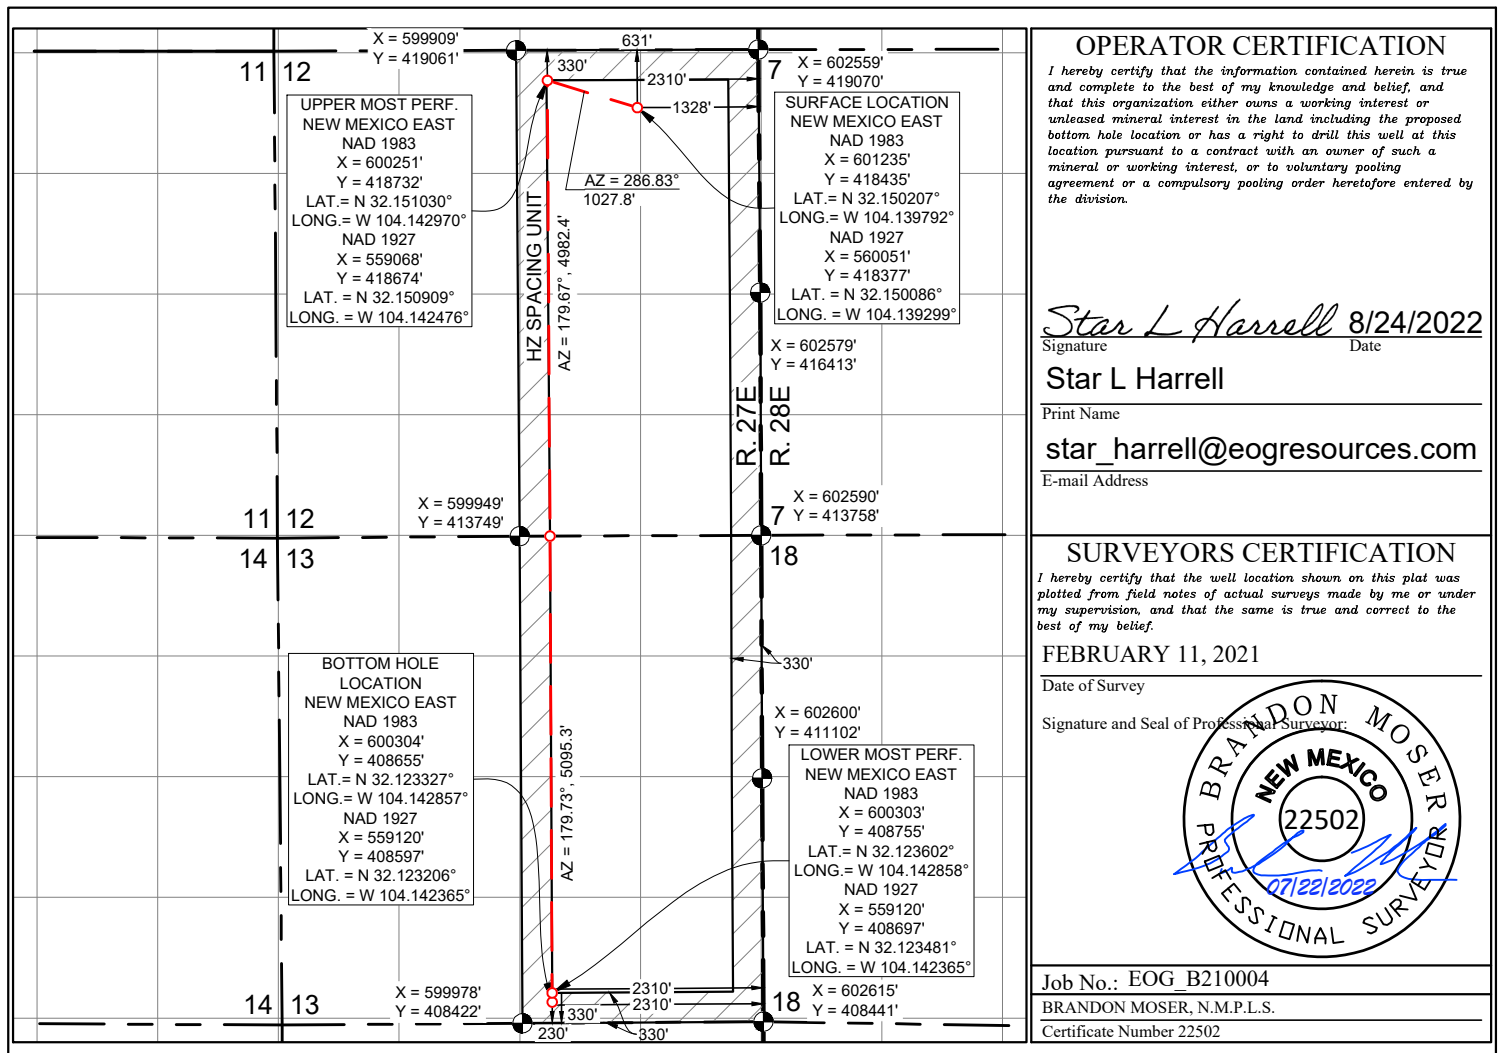 X = 599909'
Y = 419061'
631'
330'
2310'
1328'
11 12
7
X = 602559'
Y = 419070'
UPPER MOST PERF.
NEW MEXICO EAST
NAD 1983
X = 600251'
Y = 418732'
LAT.= N 32.151030°
LONG.= W 104.142970°
NAD 1927
X = 559068'
Y = 418674'
LAT. = N 32.150909°
LONG. = W 104.142476°
AZ = 286.83°
1027.8'
SURFACE LOCATION
NEW MEXICO EAST
NAD 1983
X = 601235'
Y = 418435'
LAT.= N 32.150207°
LONG.= W 104.139792°
NAD 1927
X = 560051'
Y = 418377'
LAT. = N 32.150086°
LONG. = W 104.139299°
HZ SPACING UNIT
AZ = 179.67°, 4982.4'
X = 602579'
Y = 416413'
R. 27E
R. 28E
X = 599949'
Y = 413749'
X = 602590'
Y = 413758'
11 12
14 13
7
18
330'
BOTTOM HOLE
LOCATION
NEW MEXICO EAST
NAD 1983
X = 600304'
Y = 408655'
LAT.= N 32.123327°
LONG.= W 104.142857°
NAD 1927
X = 559120'
Y = 408597'
LAT. = N 32.123206°
LONG. = W 104.142365°
AZ = 179.73°, 5095.3'
X = 602600'
Y = 411102'
LOWER MOST PERF.
NEW MEXICO EAST
NAD 1983
X = 600303'
Y = 408755'
LAT.= N 32.123602°
LONG.= W 104.142858°
NAD 1927
X = 559120'
Y = 408697'
LAT. = N 32.123481°
LONG. = W 104.142365°
14 13
X = 599978'
Y = 408422'
2310'
2310'
330'
230'
330'
18
X = 602615'
Y = 408441'
OPERATOR CERTIFICATION
I hereby certify that the information contained herein is true
and complete to the best of my knowledge and belief, and
that this organization either owns a working interest or
unleased mineral interest in the land including the proposed
bottom hole location or has a right to drill this well at this
location pursuant to a contract with an owner of such a
mineral or working interest, or to voluntary pooling
agreement or a compulsory pooling order heretofore entered by
the division.
Star L Harrell 8/24/2022
Signature Date
Star L Harrell
Print Name
star_harrell@eogresources.com
E-mail Address
SURVEYORS CERTIFICATION
I hereby certify that the well location shown on this plat was
plotted from field notes of actual surveys made by me or under
my supervision, and that the same is true and correct to the
best of my belief.
FEBRUARY 11, 2021
Date of Survey
Signature and Seal of Professional Surveyor:
BRANDON MOSER
NEW MEXICO
22502
07/22/2022
PROFESSIONAL SURVEYOR
Job No.: EOG_B210004
BRANDON MOSER, N.M.P.L.S.
Certificate Number 22502